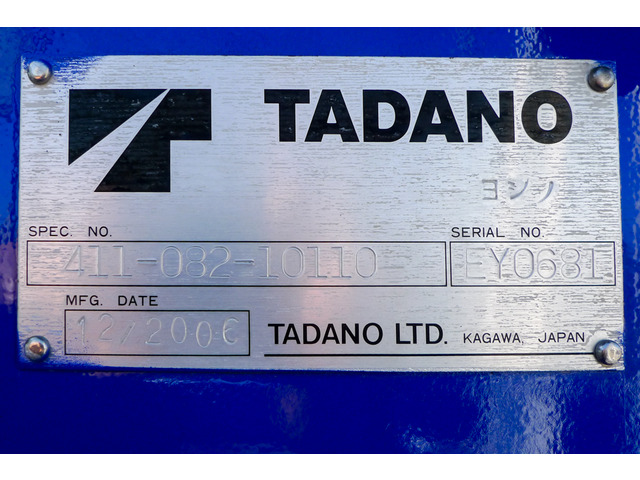 TADANO
ヨシノ
SPEC. NO.
SERIAL NO.
411-082-10110
EY0681
MFG. DATE
12/2006
TADANO LTD. KAGAWA, JAPAN